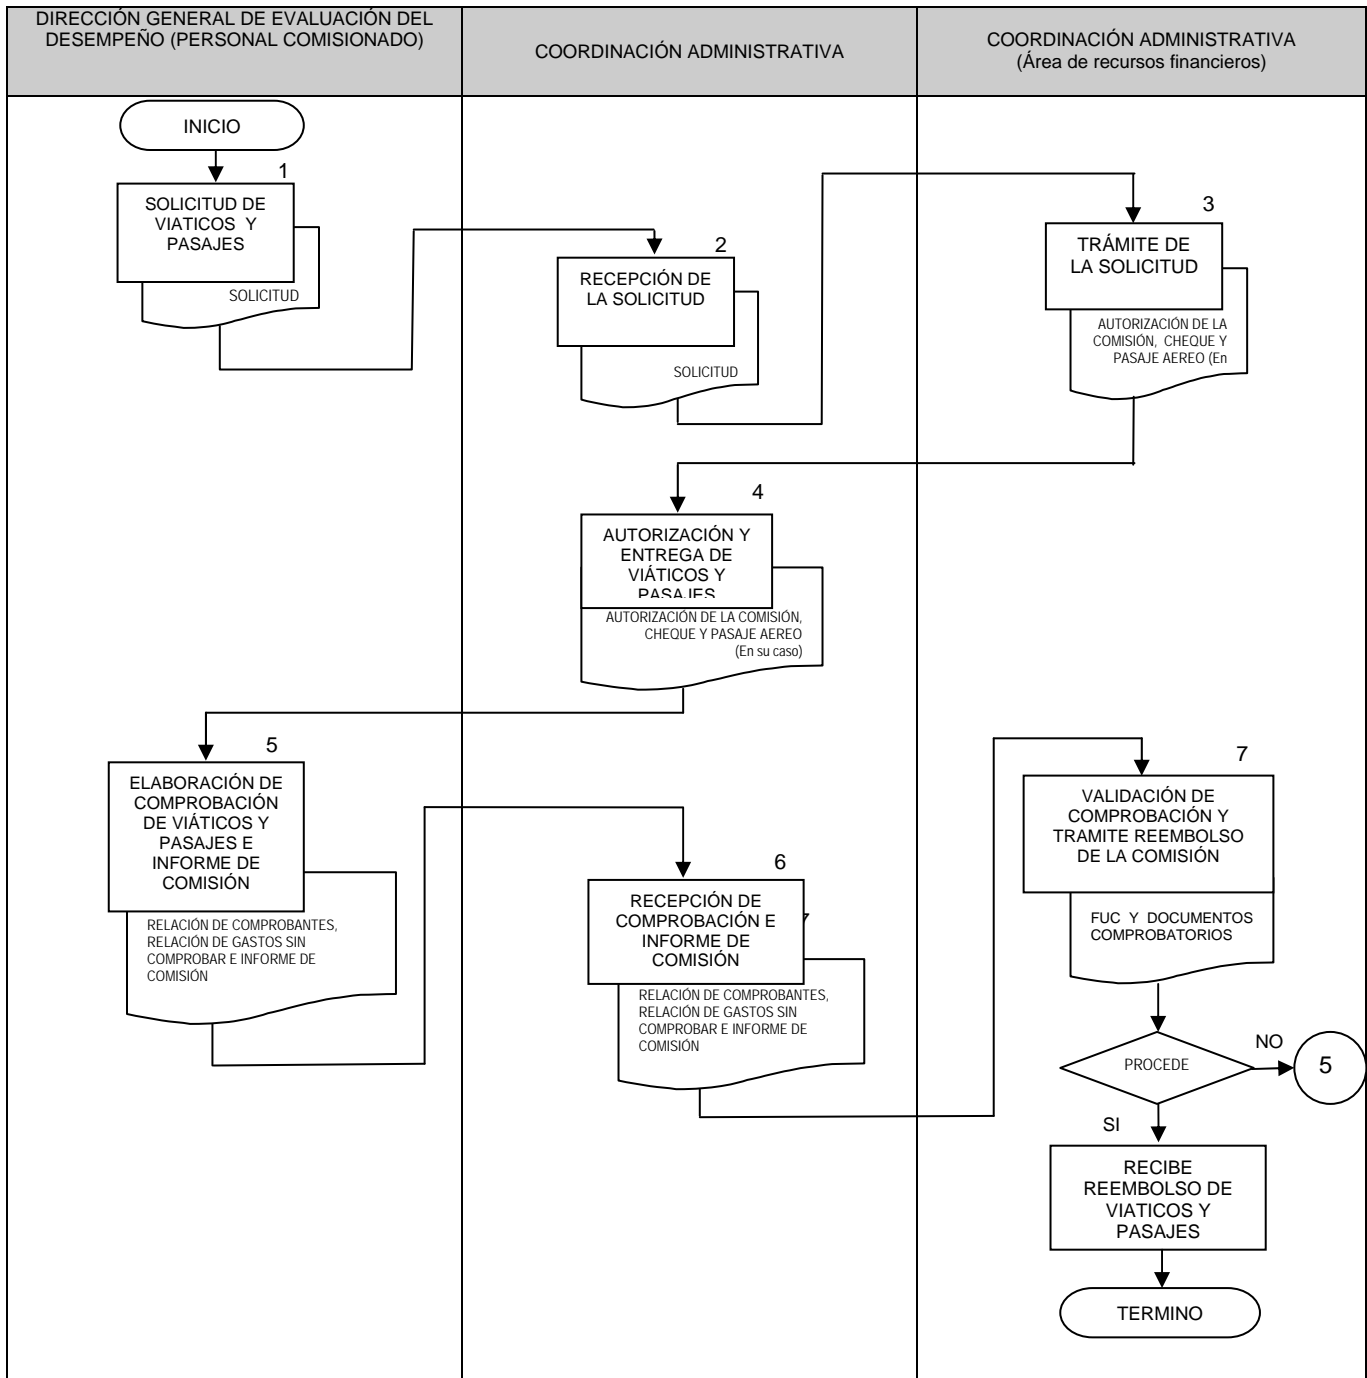 DIRECCIÓN GENERAL DE EVALUACIÓN DEL
DESEMPEÑO (PERSONAL COMISIONADO)
COORDINACIÓN ADMINISTRATIVA
COORDINACIÓN ADMINISTRATIVA
(Área de recursos financieros)
INICIO
1
SOLICITUD DE
VIATICOS Y
PASAJES
SOLICITUD
2
RECEPCIÓN DE
LA SOLICITUD
SOLICITUD
3
TRÁMITE DE
LA SOLICITUD
AUTORIZACIÓN DE LA
COMISIÓN, CHEQUE Y
PASAJE AEREO (En
4
AUTORIZACIÓN Y
ENTREGA DE
VIÁTICOS Y
PASAJES
AUTORIZACIÓN DE LA COMISIÓN,
CHEQUE Y PASAJE AEREO
(En su caso)
5
ELABORACIÓN DE
COMPROBACIÓN
DE VIÁTICOS Y
PASAJES E
INFORME DE
COMISIÓN
RELACIÓN DE COMPROBANTES,
RELACIÓN DE GASTOS SIN
COMPROBAR E INFORME DE
COMISIÓN
6
RECEPCIÓN DE
COMPROBACIÓN E
INFORME DE
COMISIÓN
RELACIÓN DE COMPROBANTES,
RELACIÓN DE GASTOS SIN
COMPROBAR E INFORME DE
COMISIÓN
7
VALIDACIÓN DE
COMPROBACIÓN Y
TRAMITE REEMBOLSO
DE LA COMISIÓN
FUC Y DOCUMENTOS
COMPROBATORIOS
PROCEDE
NO
5
SI
RECIBE
REEMBOLSO DE
VIATICOS Y
PASAJES
TERMINO